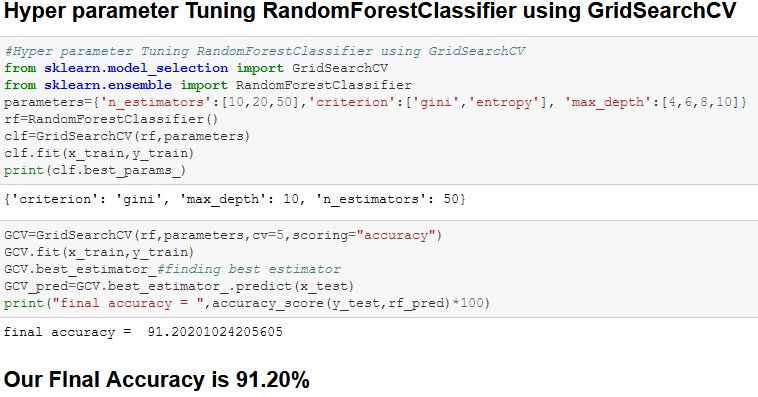 Hyper parameter Tuning RandomForestClassifier using GridSearchCV
#Hyper parameter Tuning RandomForestClassifier using GridSearchCV
from sklearn.model_selection import GridSearchCV
from sklearn.ensemble import RandomForestClassifier
parameters={'n_estimators':[10,20,50],'criterion':['gini','entropy'], 'max_depth':[4,6,8,10]}
rf=RandomForestClassifier()
clf=GridSearchCV(rf,parameters)
clf.fit(x_train,y_train)
print(clf.best_params_)
{'criterion': 'gini', 'max_depth': 10, 'n_estimators': 50}
GCV=GridSearchCV(rf,parameters,cv=5,scoring="accuracy")
GCV.fit(x_train,y_train)
GCV.best_estimator_#finding best estimator
GCV_pred=GCV.best_estimator_.predict(x_test)
print("final accuracy = ",accuracy_score(y_test,rf_pred)*100)
final accuracy =  91.20201024205605
Our FInal Accuracy is 91.20%